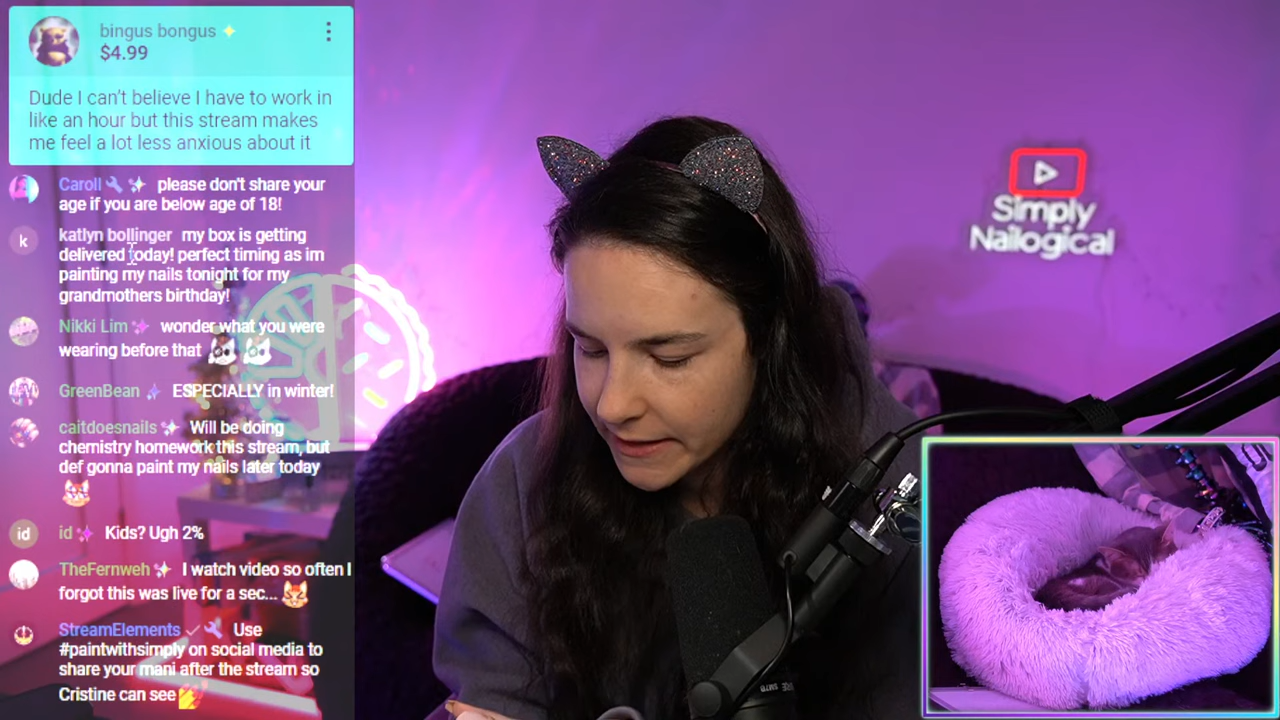 bingus bongus
$4.99
Dude I can't believe I have to work in
like an hour but this stream makes
me feel a lot less anxious about it
Caroll please don't share your
age if you are below age of 18!
k
katlyn bollinger my box is getting
delivered today! perfect timing as im
painting my nails tonight for my
grandmothers birthday!
Nikki Lim wonder what you were
wearing before that
GreenBean ESPECIALLY in winter!
caitdoesnails Will be doing
chemistry homework this stream, but
def gonna paint my nails later today
id
id Kids? Ugh 2%
TheFernweh I watch video so often I
forgot this was live for a sec...
StreamElements Use
#paintwithsimply on social media to
share your mani after the stream so
Cristine can see
Simply
Nailogical
SM7B